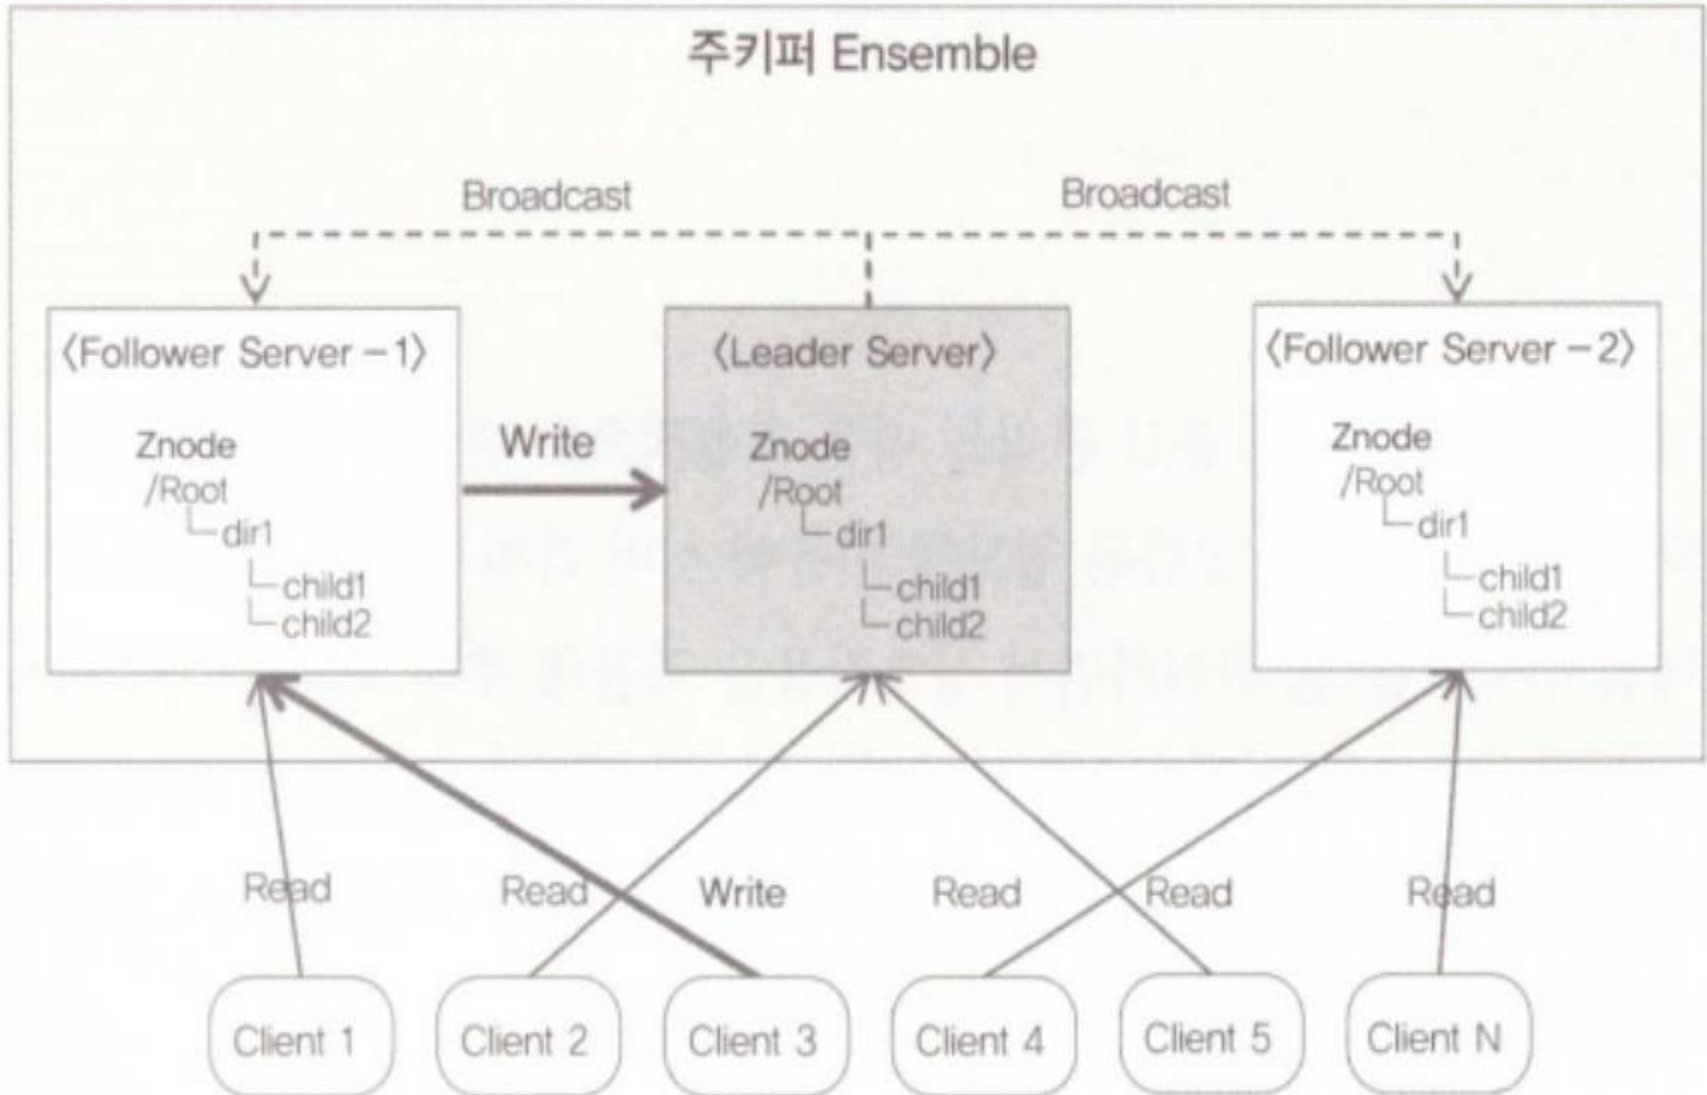 주키퍼 Ensemble
Broadcast
Broadcast
〈Follower Server – 1〉
〈Leader Server〉
〈Follower Server – 2〉
Znode
/Root
dir1
child1
child2
Write
Znode
/Root
dir1
child1
child2
Znode
/Root
dir1
child1
child2
Read
Read
Write
Read
Read
Read
Client 1
Client 2
Client 3
Client 4
Client 5
Client N